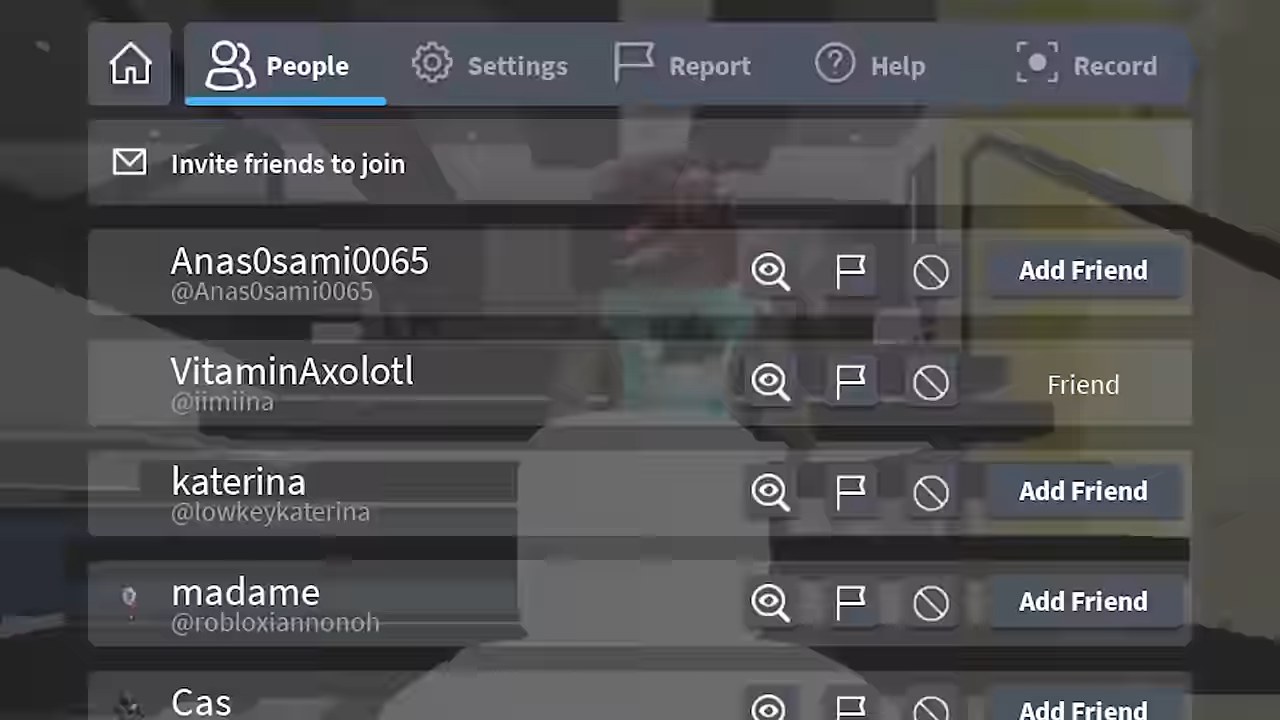 People
Settings
Report
Help
Record
Invite friends to join
Anas0sami0065
@Anas0sami0065
Add Friend
VitaminAxolotl
@iimiina
Friend
katerina
@lowkeykaterina
Add Friend
madame
@robloxiannonoh
Add Friend
Cas
Add Friend